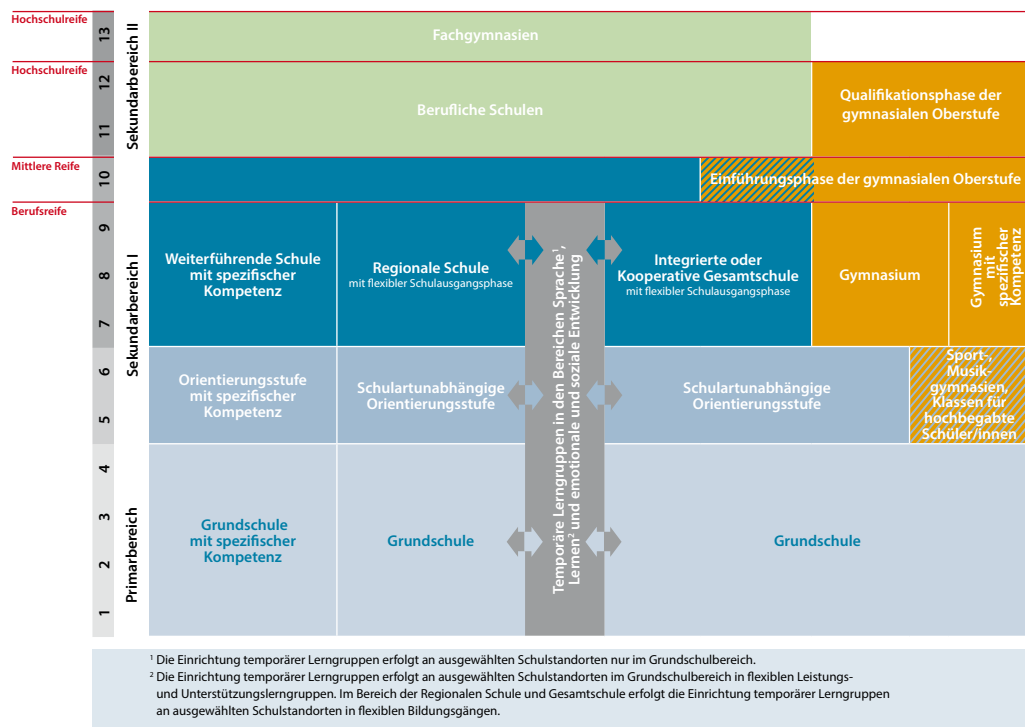 Hochschulreife
13
Fachgymnasien
Sekundarbereich II
Hochschulreife
12
11
Berufliche Schulen
Qualifikationsphase der
gymnasialen Oberstufe
Mittlere Reife
10
Einführungsphase der gymnasialen Oberstufe
Berufsreife
9
8
7
Sekundarbereich I
Weiterführende Schule
mit spezifischer
Kompetenz
Regionale Schule
mit flexibler Schulausgangsphase
Temporäre Lerngruppen in den Bereichen Sprache¹,
Lernen² und emotionale und soziale Entwicklung
Integrierte oder
Kooperative Gesamtschule
mit flexibler Schulausgangsphase
Gymnasium
Gymnasium
mit
spezifischer
Kompetenz
6
5
Orientierungsstufe
mit spezifischer
Kompetenz
Schulartunabhängige
Orientierungsstufe
Schulartunabhängige
Orientierungsstufe
Sport-,
Musik-
gymnasien,
Klassen für
hochbegabte
Schüler/innen
4
3
2
1
Primarbereich
Grundschule
mit spezifischer
Kompetenz
Grundschule
Grundschule
¹ Die Einrichtung temporärer Lerngruppen erfolgt an ausgewählten Schulstandorten nur im Grundschulbereich.
² Die Einrichtung temporärer Lerngruppen erfolgt an ausgewählten Schulstandorten im Grundschulbereich in flexiblen Leistungs-
und Unterstützungslerngruppen. Im Bereich der Regionalen Schule und Gesamtschule erfolgt die Einrichtung temporärer Lerngruppen
an ausgewählten Schulstandorten in flexiblen Bildungsgängen.